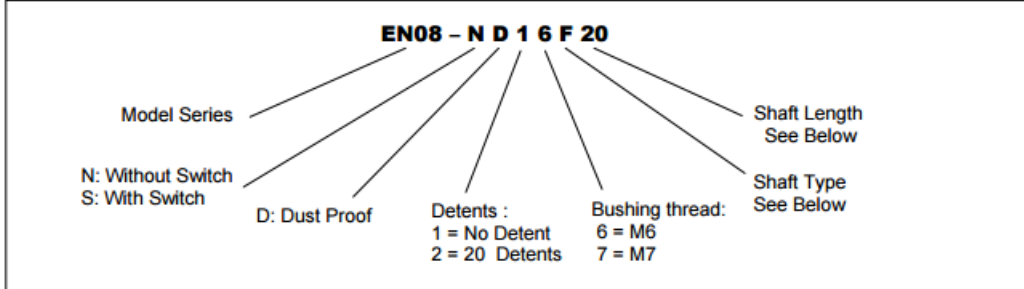 EN08 – N D 1 6 F 20
Model Series
Shaft Length
See Below
N: Without Switch
S: With Switch
Shaft Type
See Below
D: Dust Proof
Detents :
1 = No Detent
2 = 20 Detents
Bushing thread:
6 = M6
7 = M7